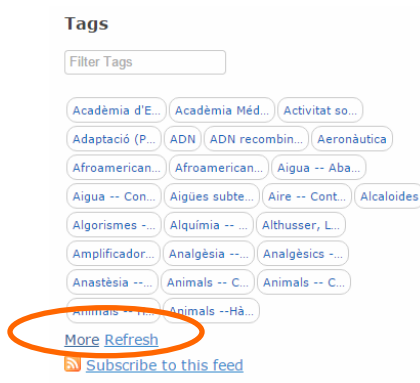 Tags
Filter Tags
Acadèmia d'E... Acadèmia Méd... Activitat so...
Adaptació (P... ADN ADN recombin... Aeronàutica
Afroamerican... Afroamerican... Aigua -- Aba...
Aigua -- Con... Aigües subte... Aire -- Cont... Alcaloides
Algorismes -... Alquímia -- ... Althusser, L...
Amplificador... Analgèsia --... Analgèsics -...
Anastèsia --... Animals -- C... Animals -- C...
Animals -- H... Animals --Hà...
More Refresh
Subscribe to this feed